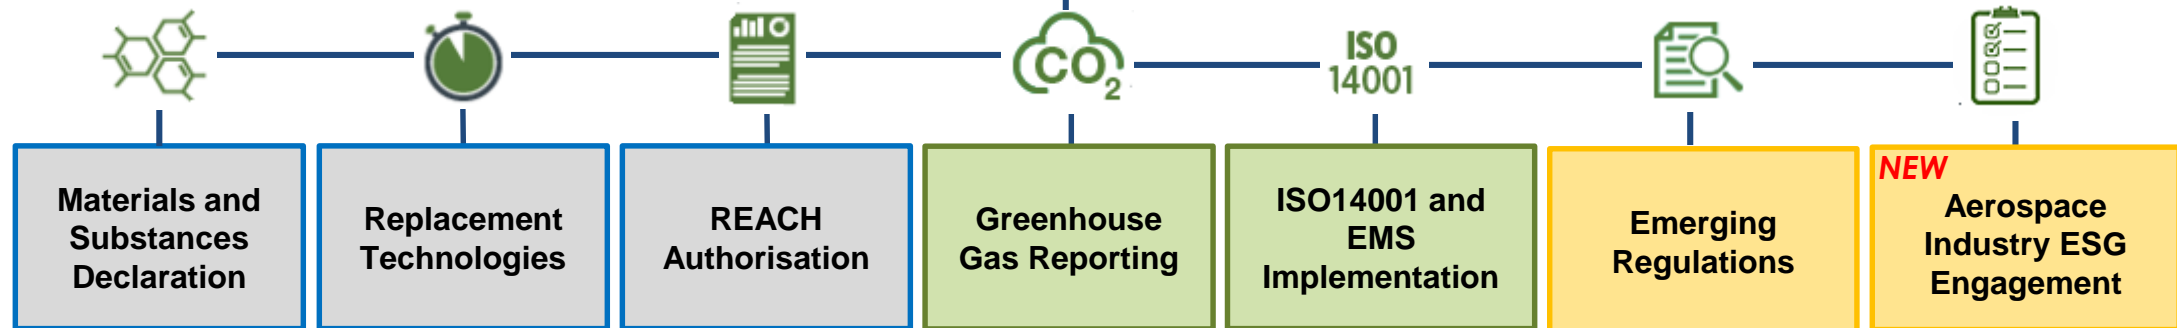 CO2
ISO
14001
Materials and
Substances
Declaration
Replacement
Technologies
REACH
Authorisation
Greenhouse
Gas Reporting
ISO14001 and
EMS
Implementation
Emerging
Regulations
NEW
Aerospace
Industry ESG
Engagement